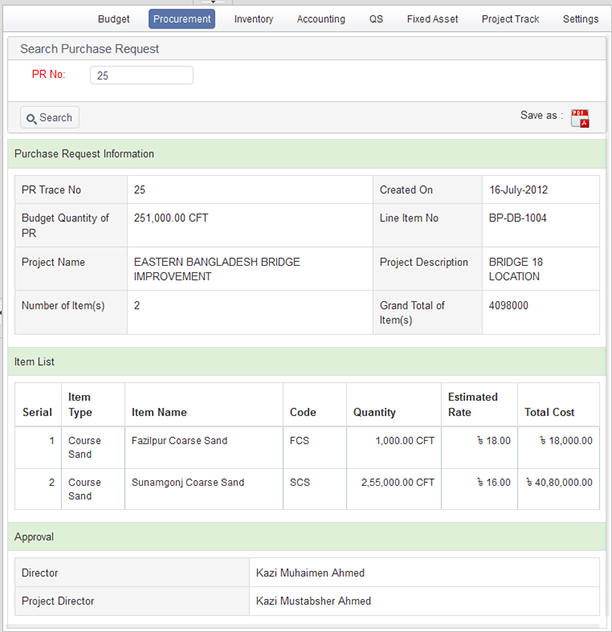 Budget Procurement Inventory Accounting QS Fixed Asset Project Track Settings
Search Purchase Request
PR No: 25
Search Save as :
Purchase Request Information
PR Trace No 25 Created On 16-July-2012
Budget Quantity of PR 251,000.00 CFT Line Item No BP-DB-1004
Project Name EASTERN BANGLADESH BRIDGE IMPROVEMENT Project Description BRIDGE 18 LOCATION
Number of Item(s) 2 Grand Total of Item(s) 4098000
Item List
Serial Item Type Item Name Code Quantity Estimated Rate Total Cost
1 Course Sand Fazilpur Coarse Sand FCS 1,000.00 CFT ৳ 18.00 ৳ 18,000.00
2 Course Sand Sunamgonj Coarse Sand SCS 2,55,000.00 CFT ৳ 16.00 ৳ 40,80,000.00
Approval
Director Kazi Muhaimen Ahmed
Project Director Kazi Mustabsher Ahmed